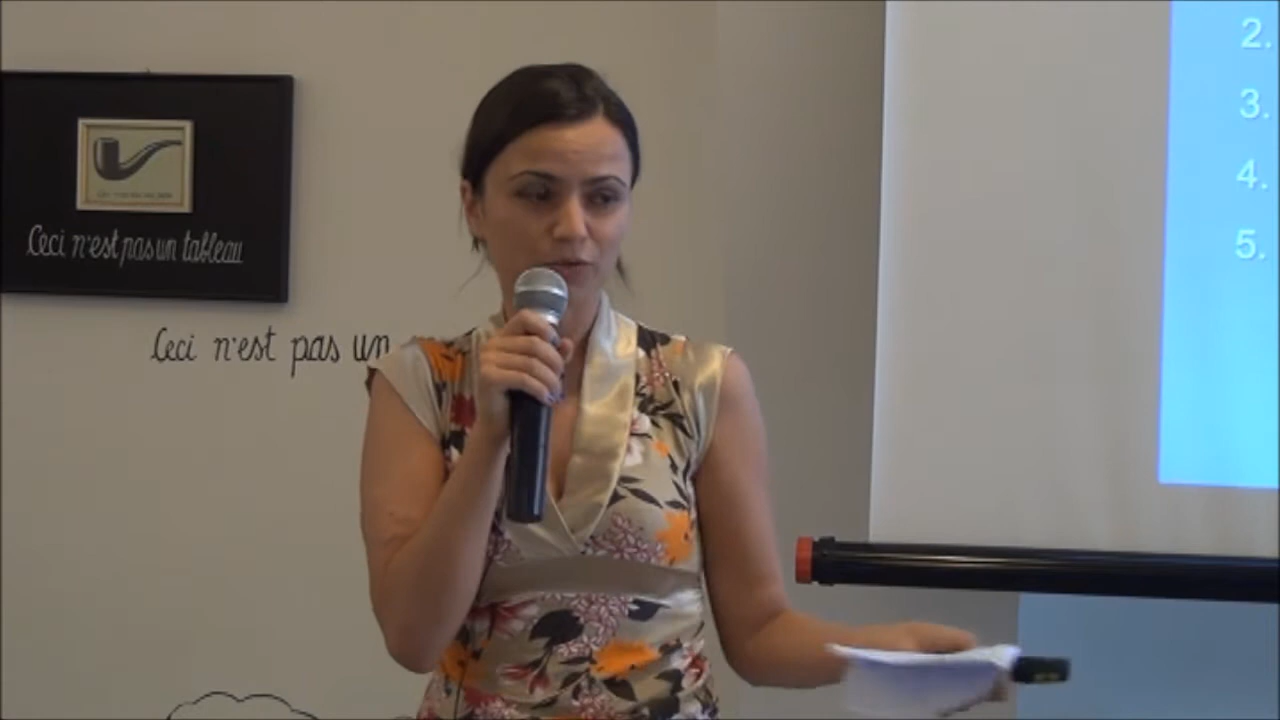 Ceci n'est pas un tableau
Ceci n'est pas un
2.
3.
4.
5.